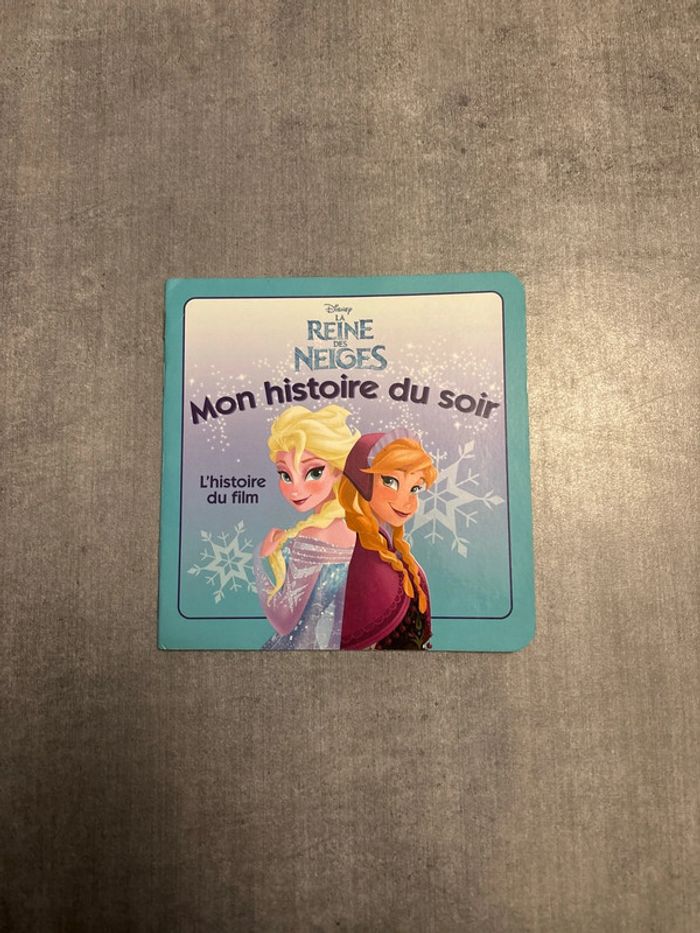 Disney
LA
REINE
DES
NEIGES
Mon histoire du soir
L'histoire
du film